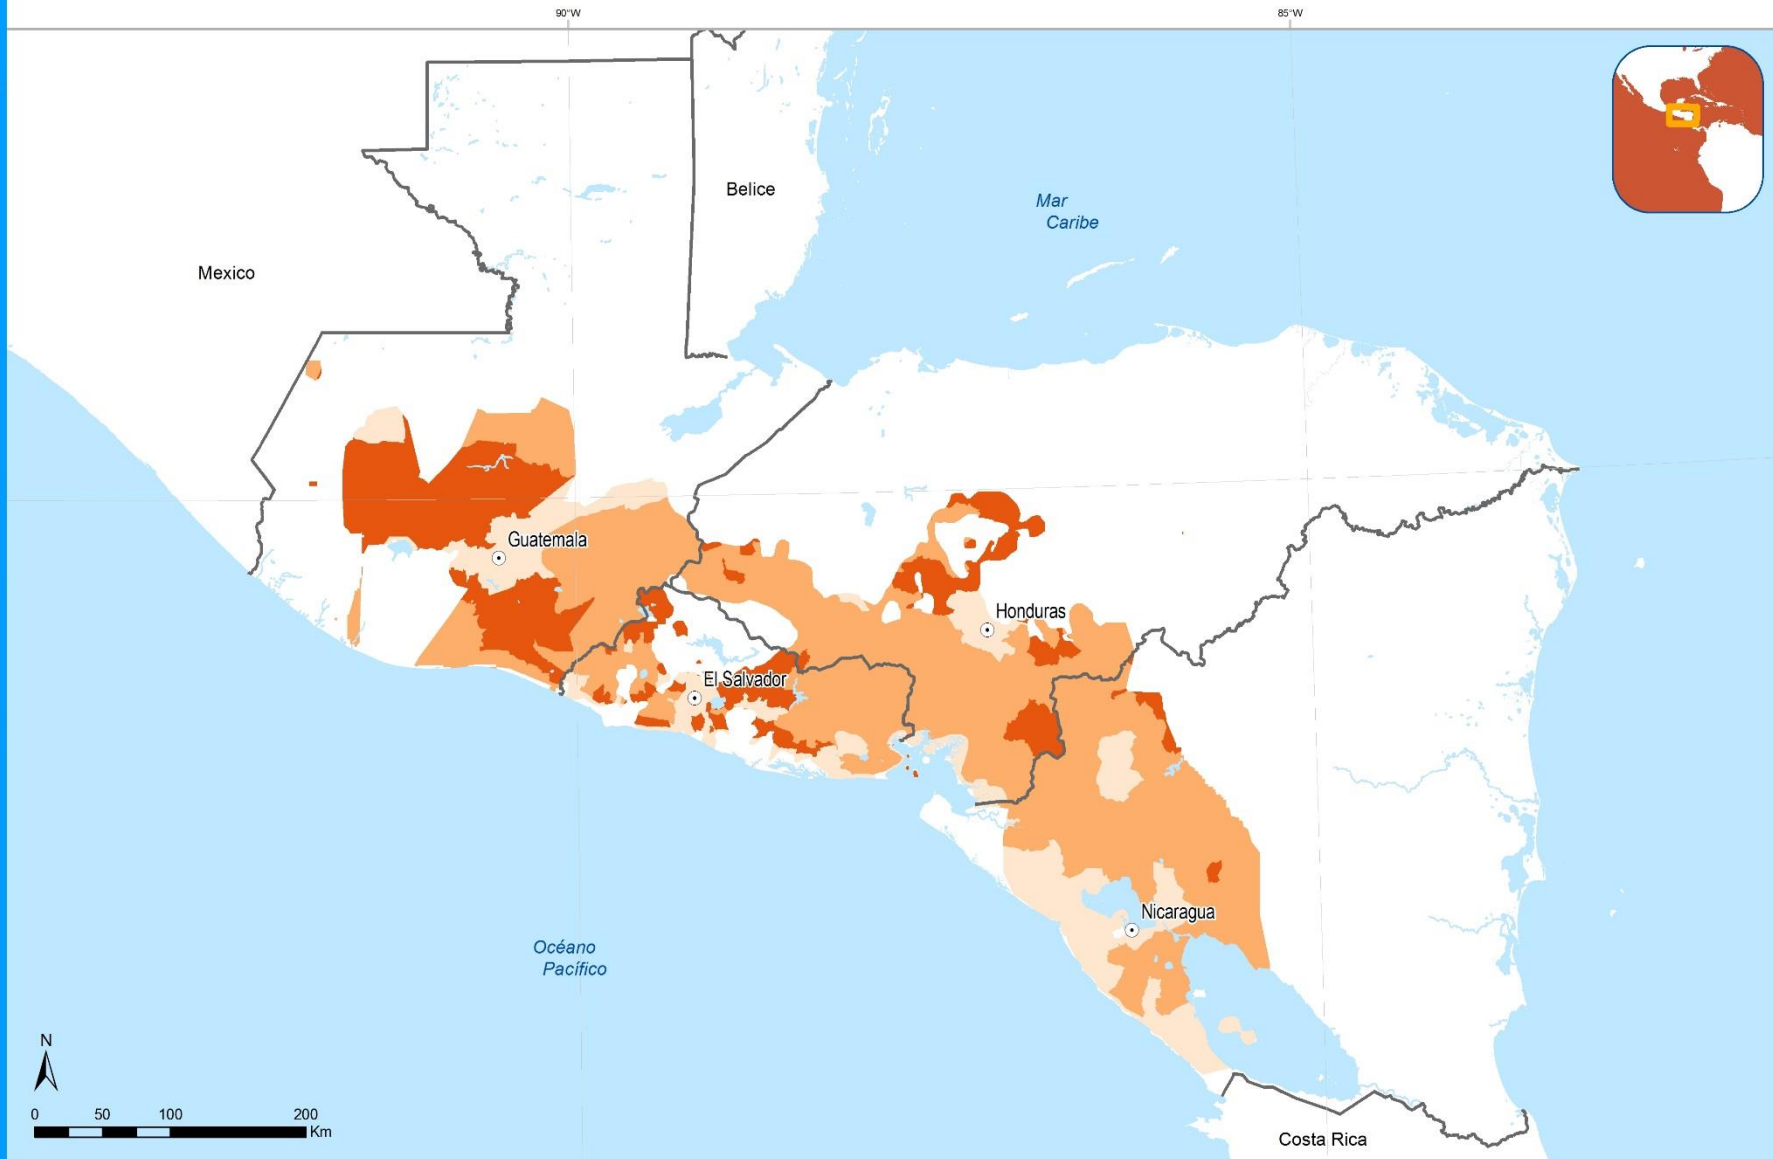 90°W
85°W
Belice
Mar
Caribe
Mexico
Guatemala
Honduras
El Salvador
Nicaragua
Océano
Pacífico
N
0 50 100 200
Km
Costa Rica